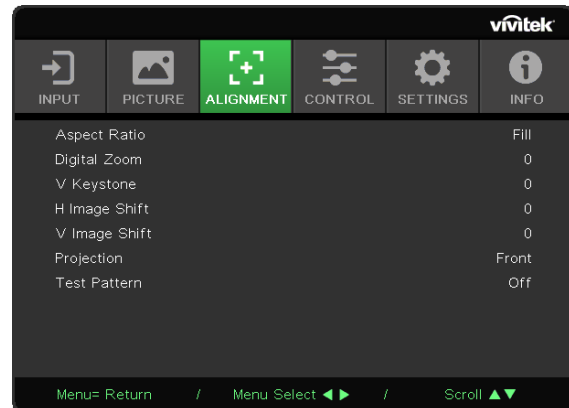 vivitek
INPUT PICTURE ALIGNMENT CONTROL SETTINGS INFO
Aspect Ratio Fill
Digital Zoom 0
V Keystone 0
H Image Shift 0
V Image Shift 0
Projection Front
Test Pattern Off
Menu= Return / Menu Select ◀ ▶ / Scroll ▲▼